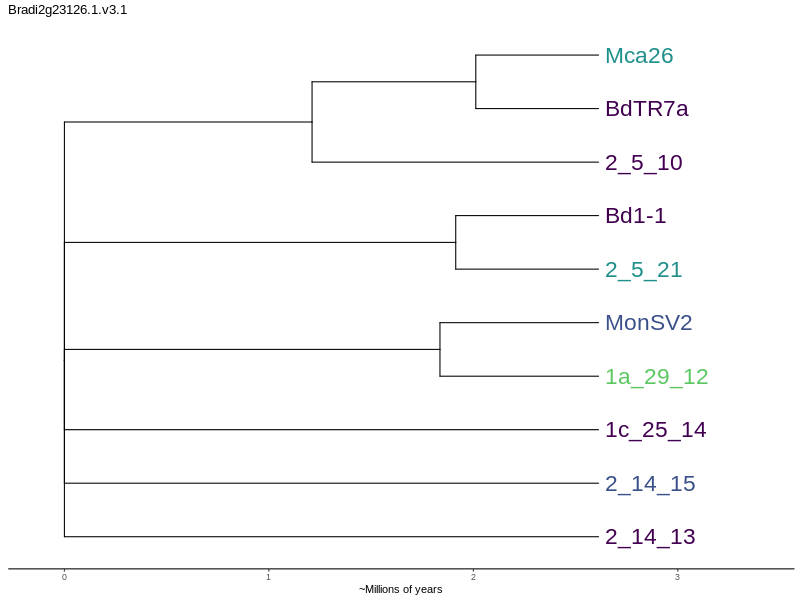 Bradi2g23126.1.v3.1
Mca26
BdTR7a
2_5_10
Bd1-1
2_5_21
MonSV2
1a_29_12
1c_25_14
2_14_15
2_14_13
0 1 2 3
~Millions of years